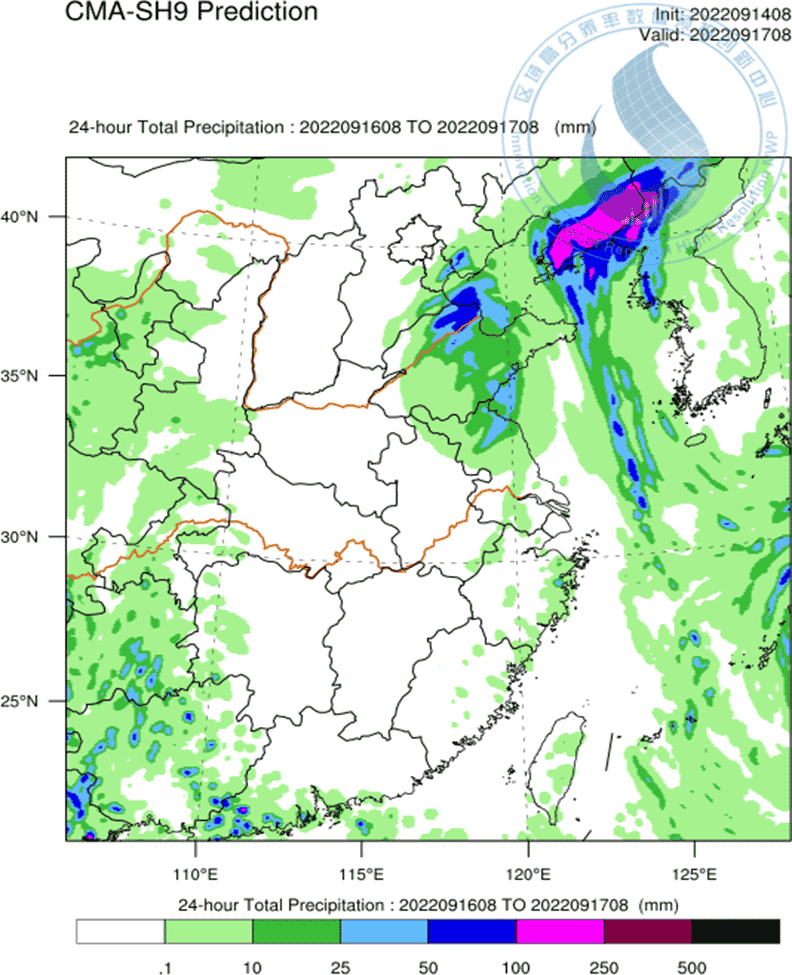 CMA-SH9 Prediction
Init: 2022091408
Valid: 2022091708
区域高分辨率数值预报创新中心
24-hour Total Precipitation : 2022091608 TO 2022091708 (mm)
40°N
35°N
30°N
25°N
110°E
115°E
120°E
125°E
24-hour Total Precipitation : 2022091608 TO 2022091708 (mm)
.1
10
25
50
100
250
500
Innovation
High-Resolution NWP